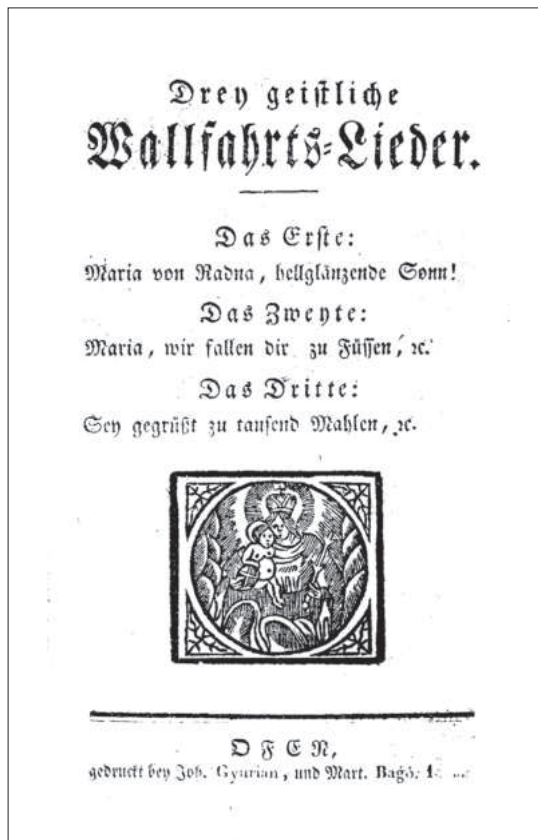 Drey geistliche
Wallfahrts-Lieder.
Das Erste:
Maria von Radna, hellglänzende Sonn!
Das Zweyte:
Maria, wir fallen dir zu Füssen, ꝛc.
Das Dritte:
Sey gegrüßt zu tausend Mahlen, ꝛc.
OFEN,
gedruckt bey Joh. Gyurian, und Mart. Bagó.